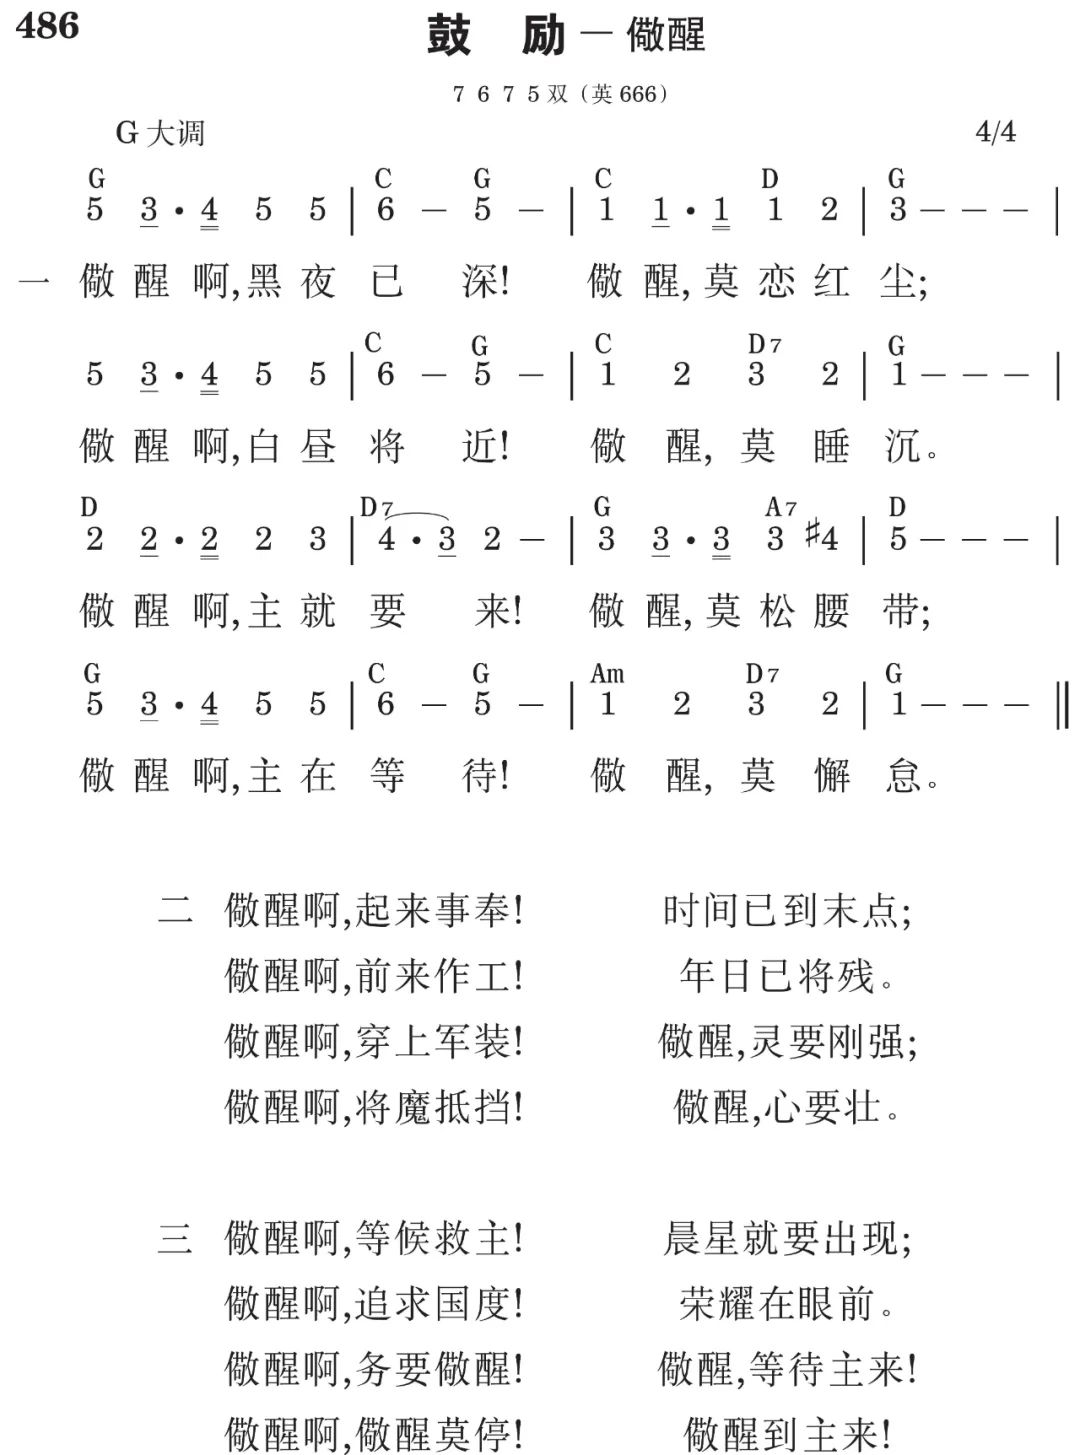 486
鼓 励 — 儆醒
7 6 7 5 双 (英 666)
G 大调 4/4
G C G C D G
5 3 · 4 5 5 | 6 — 5 — | 1 1 · 1 1 2 | 3 — — — |
一 儆 醒 啊,黑 夜 已 深! 儆 醒, 莫 恋 红 尘;
C G C D7 G
5 3 · 4 5 5 | 6 — 5 — | 1 2 3 2 | 1 — — — |
儆 醒 啊,白 昼 将 近! 儆 醒, 莫 睡 沉。
D D7 G A7 D
2 2 · 2 2 3 | 4 · 3 2 — | 3 3 · 3 3 ♯4 | 5 — — — |
儆 醒 啊,主 就 要 来! 儆 醒, 莫 松 腰 带;
G C G Am D7 G
5 3 · 4 5 5 | 6 — 5 — | 1 2 3 2 | 1 — — — ‖
儆 醒 啊,主 在 等 待! 儆 醒, 莫 懈 怠。
二 儆醒啊,起来事奉! 时间已到末点;
儆醒啊,前来作工! 年日已将残。
儆醒啊,穿上军装! 儆醒,灵要刚强;
儆醒啊,将魔抵挡! 儆醒,心要壮。
三 儆醒啊,等候救主! 晨星就要出现;
儆醒啊,追求国度! 荣耀在眼前。
儆醒啊,务要儆醒! 儆醒,等待主来!
儆醒啊,儆醒莫停! 儆醒到主来!